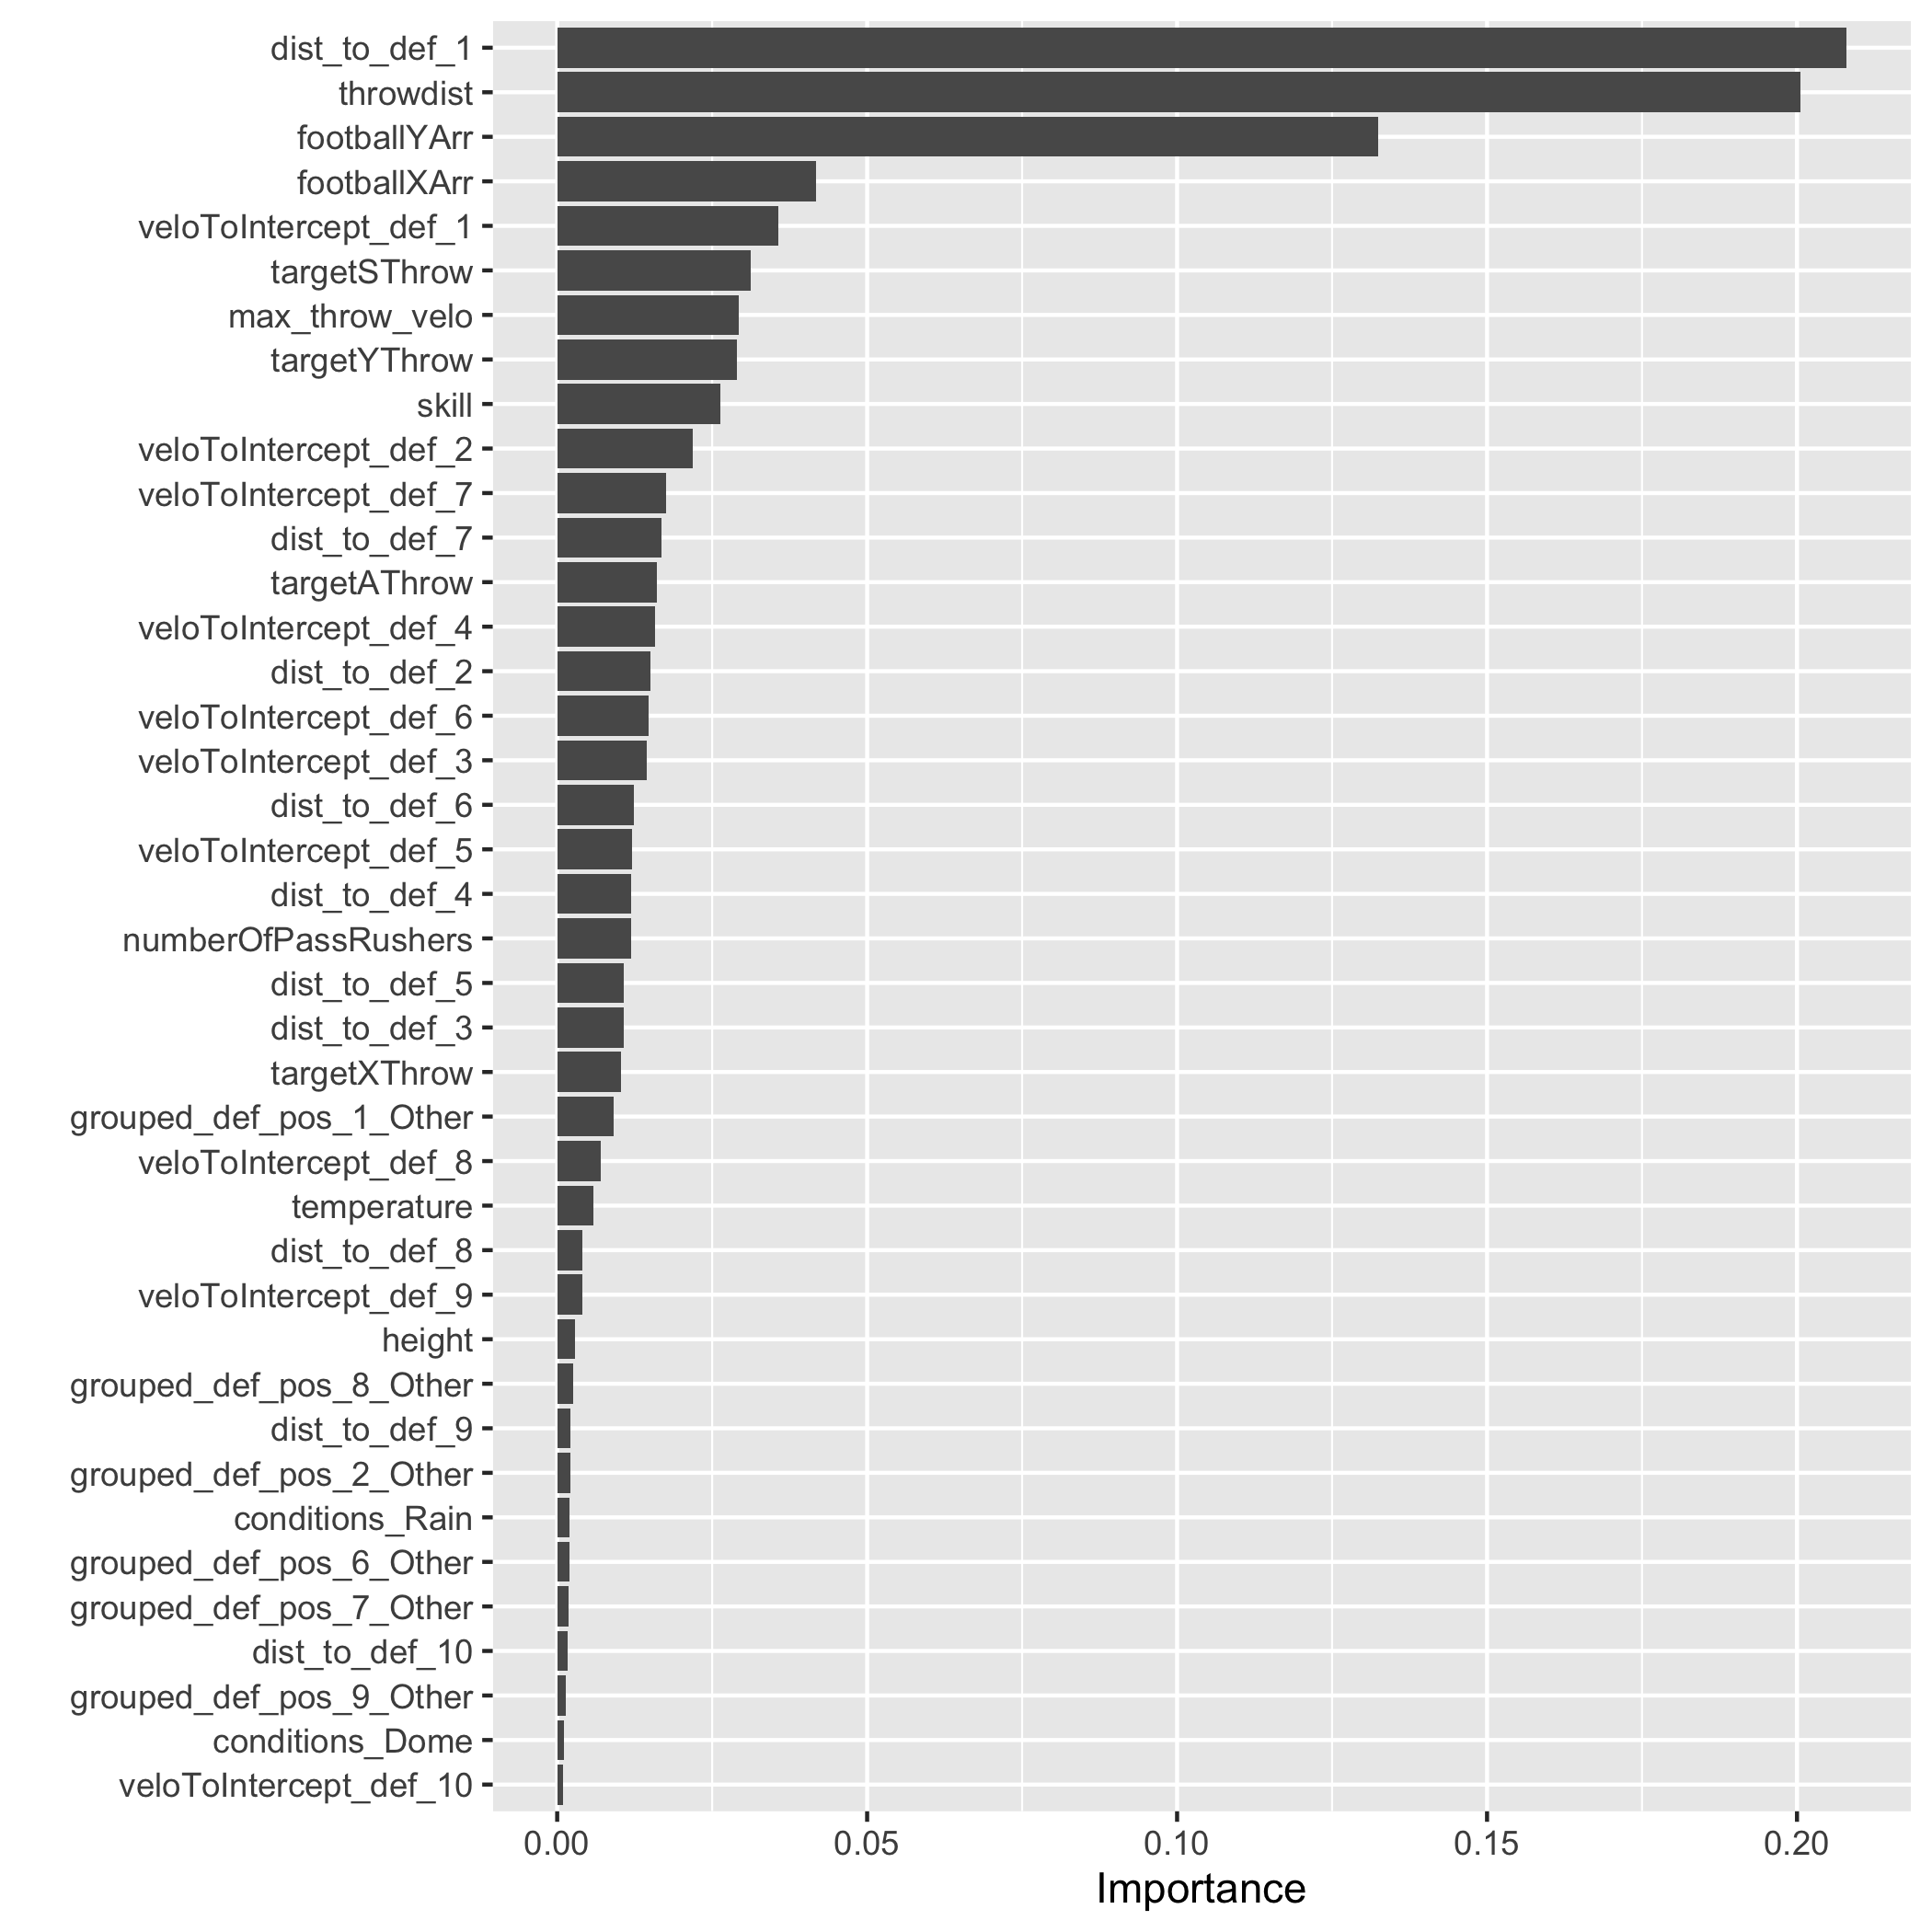 dist_to_def_1
throwdist
footballYArr
footballXArr
veloToIntercept_def_1
targetSThrow
max_throw_velo
targetYThrow
skill
veloToIntercept_def_2
veloToIntercept_def_7
dist_to_def_7
targetAThrow
veloToIntercept_def_4
dist_to_def_2
veloToIntercept_def_6
veloToIntercept_def_3
dist_to_def_6
veloToIntercept_def_5
dist_to_def_4
numberOfPassRushers
dist_to_def_5
dist_to_def_3
targetXThrow
grouped_def_pos_1_Other
veloToIntercept_def_8
temperature
dist_to_def_8
veloToIntercept_def_9
height
grouped_def_pos_8_Other
dist_to_def_9
grouped_def_pos_2_Other
conditions_Rain
grouped_def_pos_6_Other
grouped_def_pos_7_Other
dist_to_def_10
grouped_def_pos_9_Other
conditions_Dome
veloToIntercept_def_10
0.00 0.05 0.10 0.15 0.20
Importance